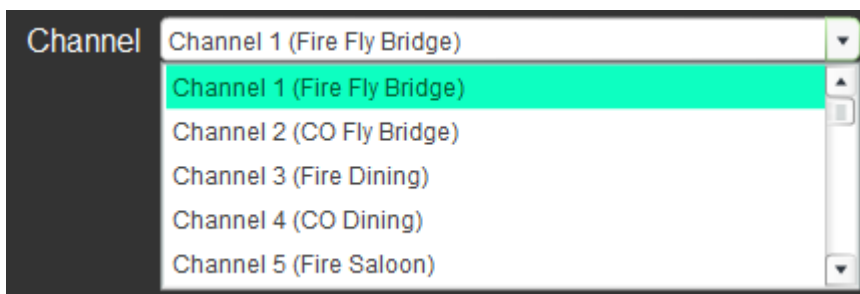 Channel Channel 1 (Fire Fly Bridge)
Channel 1 (Fire Fly Bridge)
Channel 2 (CO Fly Bridge)
Channel 3 (Fire Dining)
Channel 4 (CO Dining)
Channel 5 (Fire Saloon)